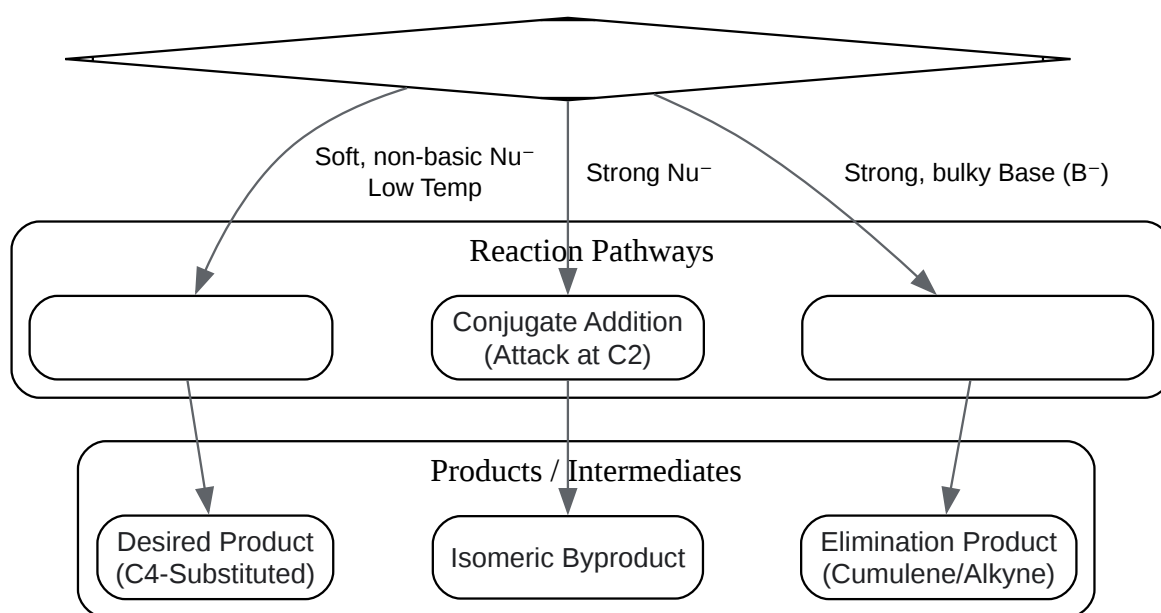 Soft, non-basic Nu⁻
Low Temp
Strong Nu⁻
Strong, bulky Base (B⁻)
Reaction Pathways
Conjugate Addition
(Attack at C2)
Products / Intermediates
Desired Product
(C4-Substituted)
Isomeric Byproduct
Elimination Product
(Cumulene/Alkyne)